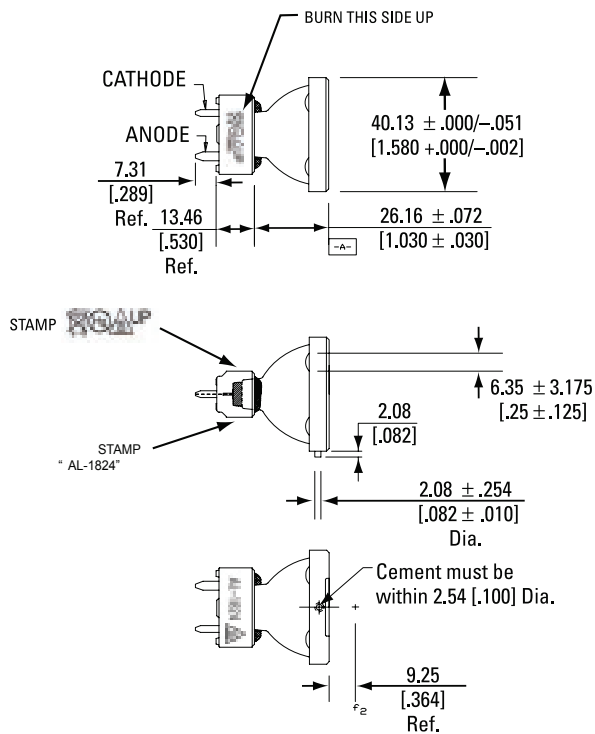 BURN THIS SIDE UP
CATHODE
ANODE
7.31
[.289]
Ref.
13.46
[.530]
Ref.
40.13 ± .000/–.051
[1.580 +.000/–.002]
26.16 ± .072
[1.030 ± .030]
-A-
STAMP UP
STAMP
“ AL-1824”
6.35 ± 3.175
[.25 ± .125]
2.08
[.082]
2.08 ± .254
[.082 ± .010]
Dia.
Cement must be
within 2.54 [.100] Dia.
9.25
[.364]
Ref.
f2